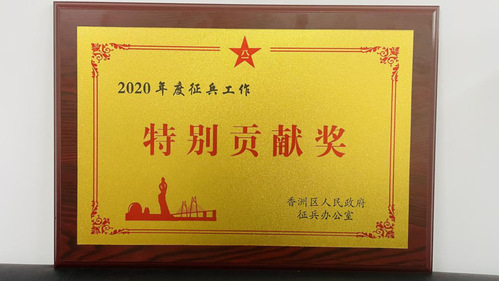 八一
2020年度征兵工作
特别贡献奖
香洲区人民政府
征兵办公室